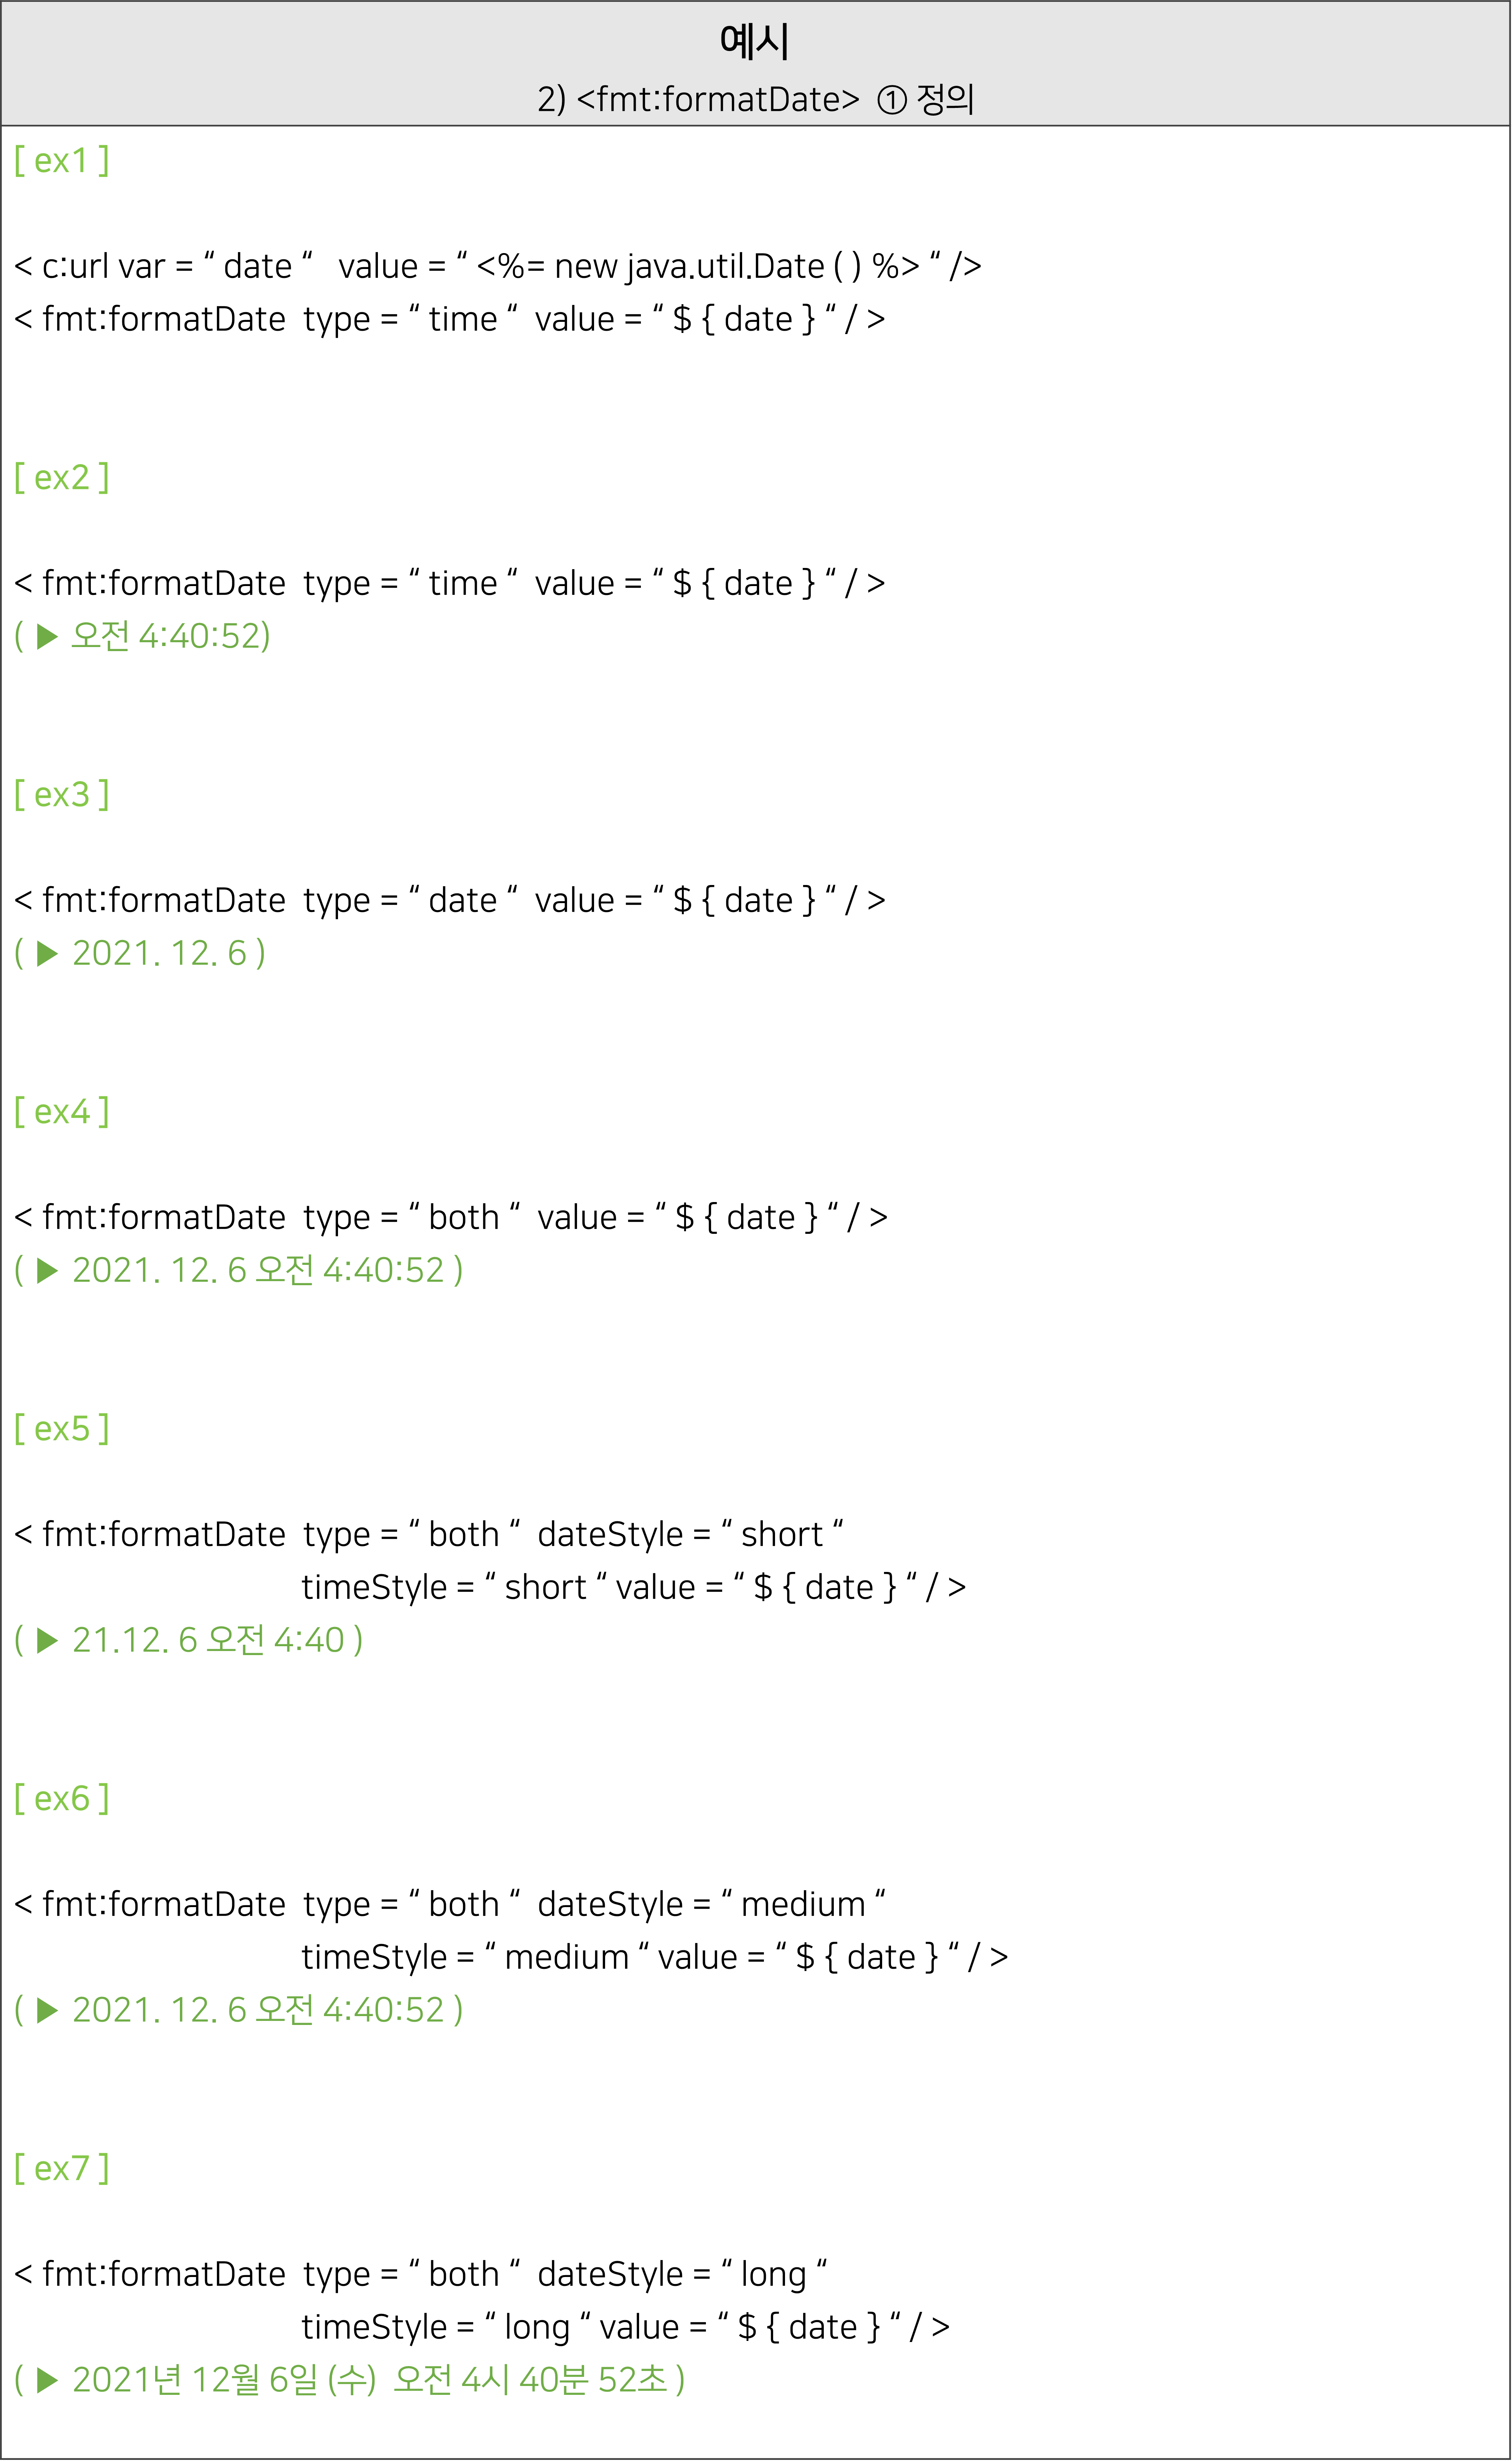 예시
2) <fmt:formatDate> ① 정의
[ ex1 ]
< c:url var = “ date “ value = “ <%= new java.util.Date ( ) %> “ />
< fmt:formatDate type = “ time “ value = “ $ { date } “ / >
[ ex2 ]
< fmt:formatDate type = “ time “ value = “ $ { date } “ / >
( ▶ 오전 4:40:52)
[ ex3 ]
< fmt:formatDate type = “ date “ value = “ $ { date } “ / >
( ▶ 2021. 12. 6 )
[ ex4 ]
< fmt:formatDate type = “ both “ value = “ $ { date } “ / >
( ▶ 2021. 12. 6 오전 4:40:52 )
[ ex5 ]
< fmt:formatDate type = “ both “ dateStyle = “ short “
timeStyle = “ short “ value = “ $ { date } “ / >
( ▶ 21.12. 6 오전 4:40 )
[ ex6 ]
< fmt:formatDate type = “ both “ dateStyle = “ medium “
timeStyle = “ medium “ value = “ $ { date } “ / >
( ▶ 2021. 12. 6 오전 4:40:52 )
[ ex7 ]
< fmt:formatDate type = “ both “ dateStyle = “ long “
timeStyle = “ long “ value = “ $ { date } “ / >
( ▶ 2021년 12월 6일 (수) 오전 4시 40분 52초 )